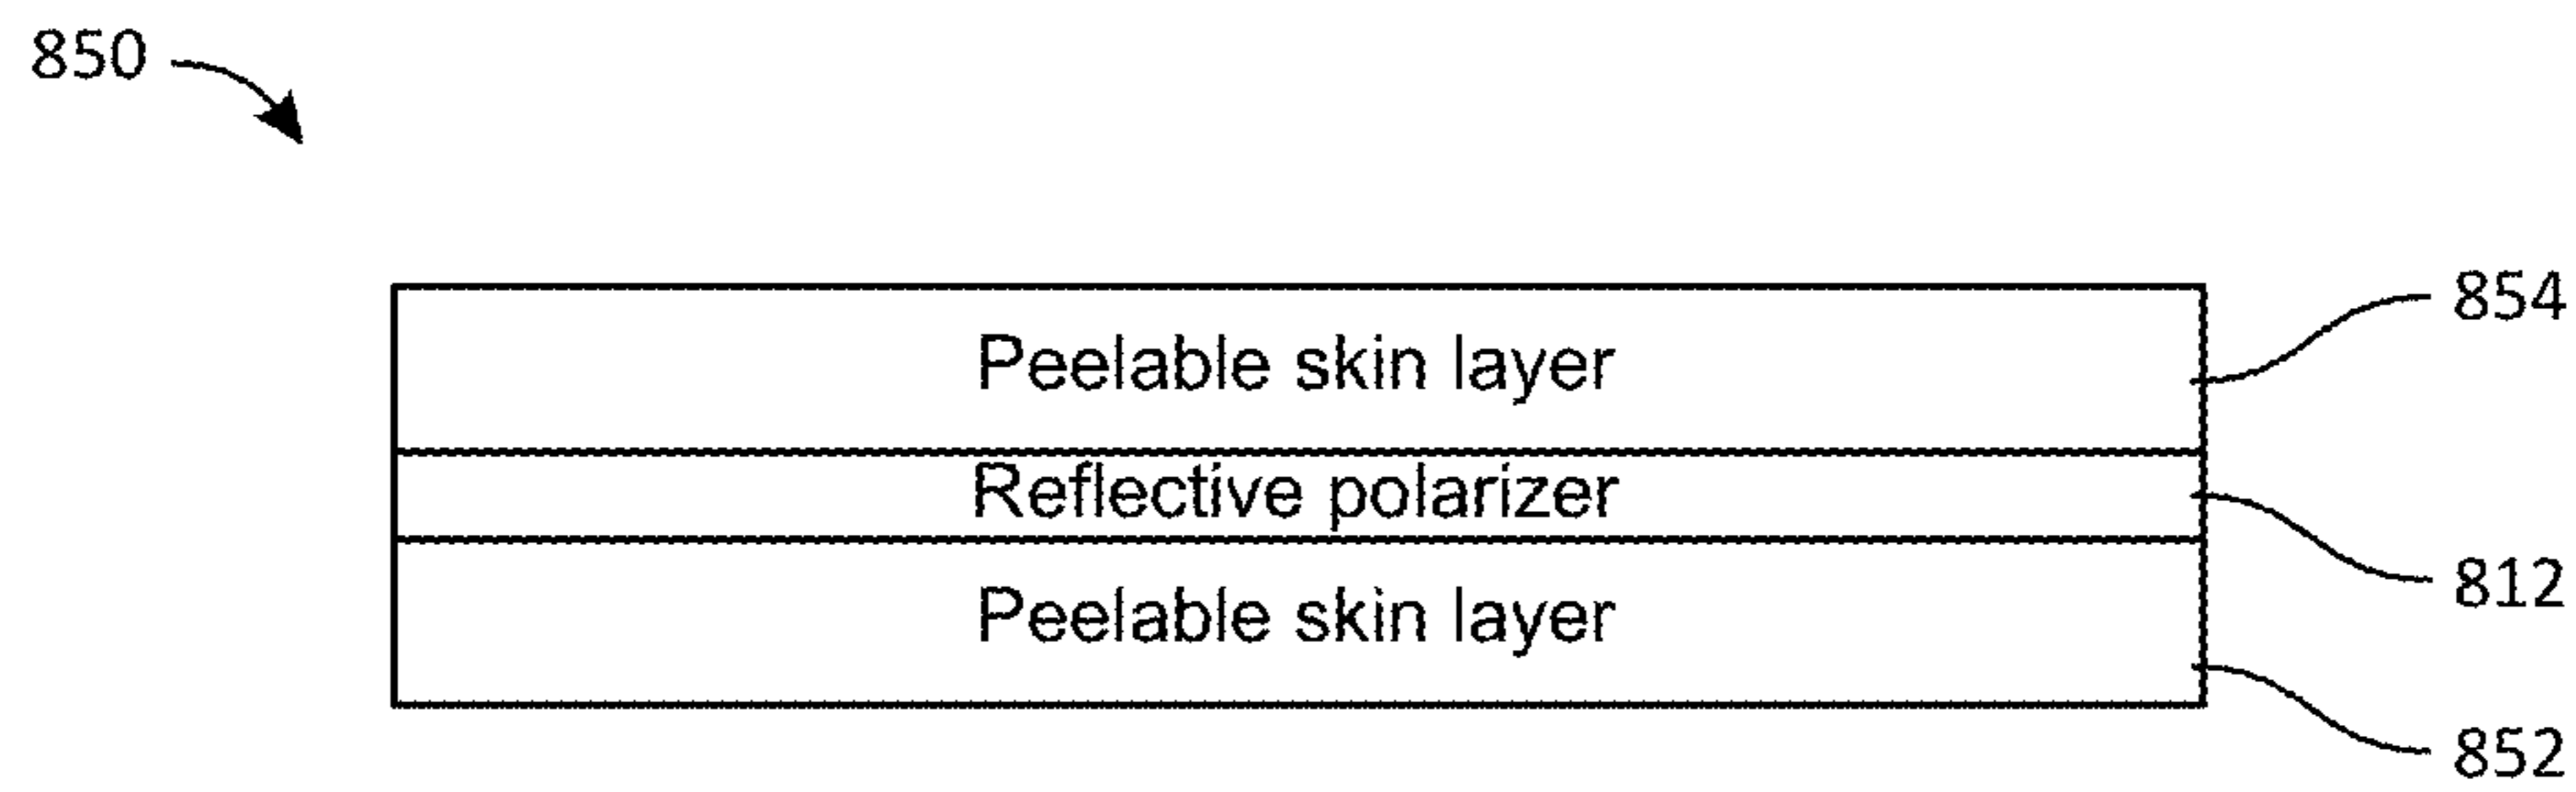 850
854
Peelable skin layer
Reflective polarizer
812
Peelable skin layer
852